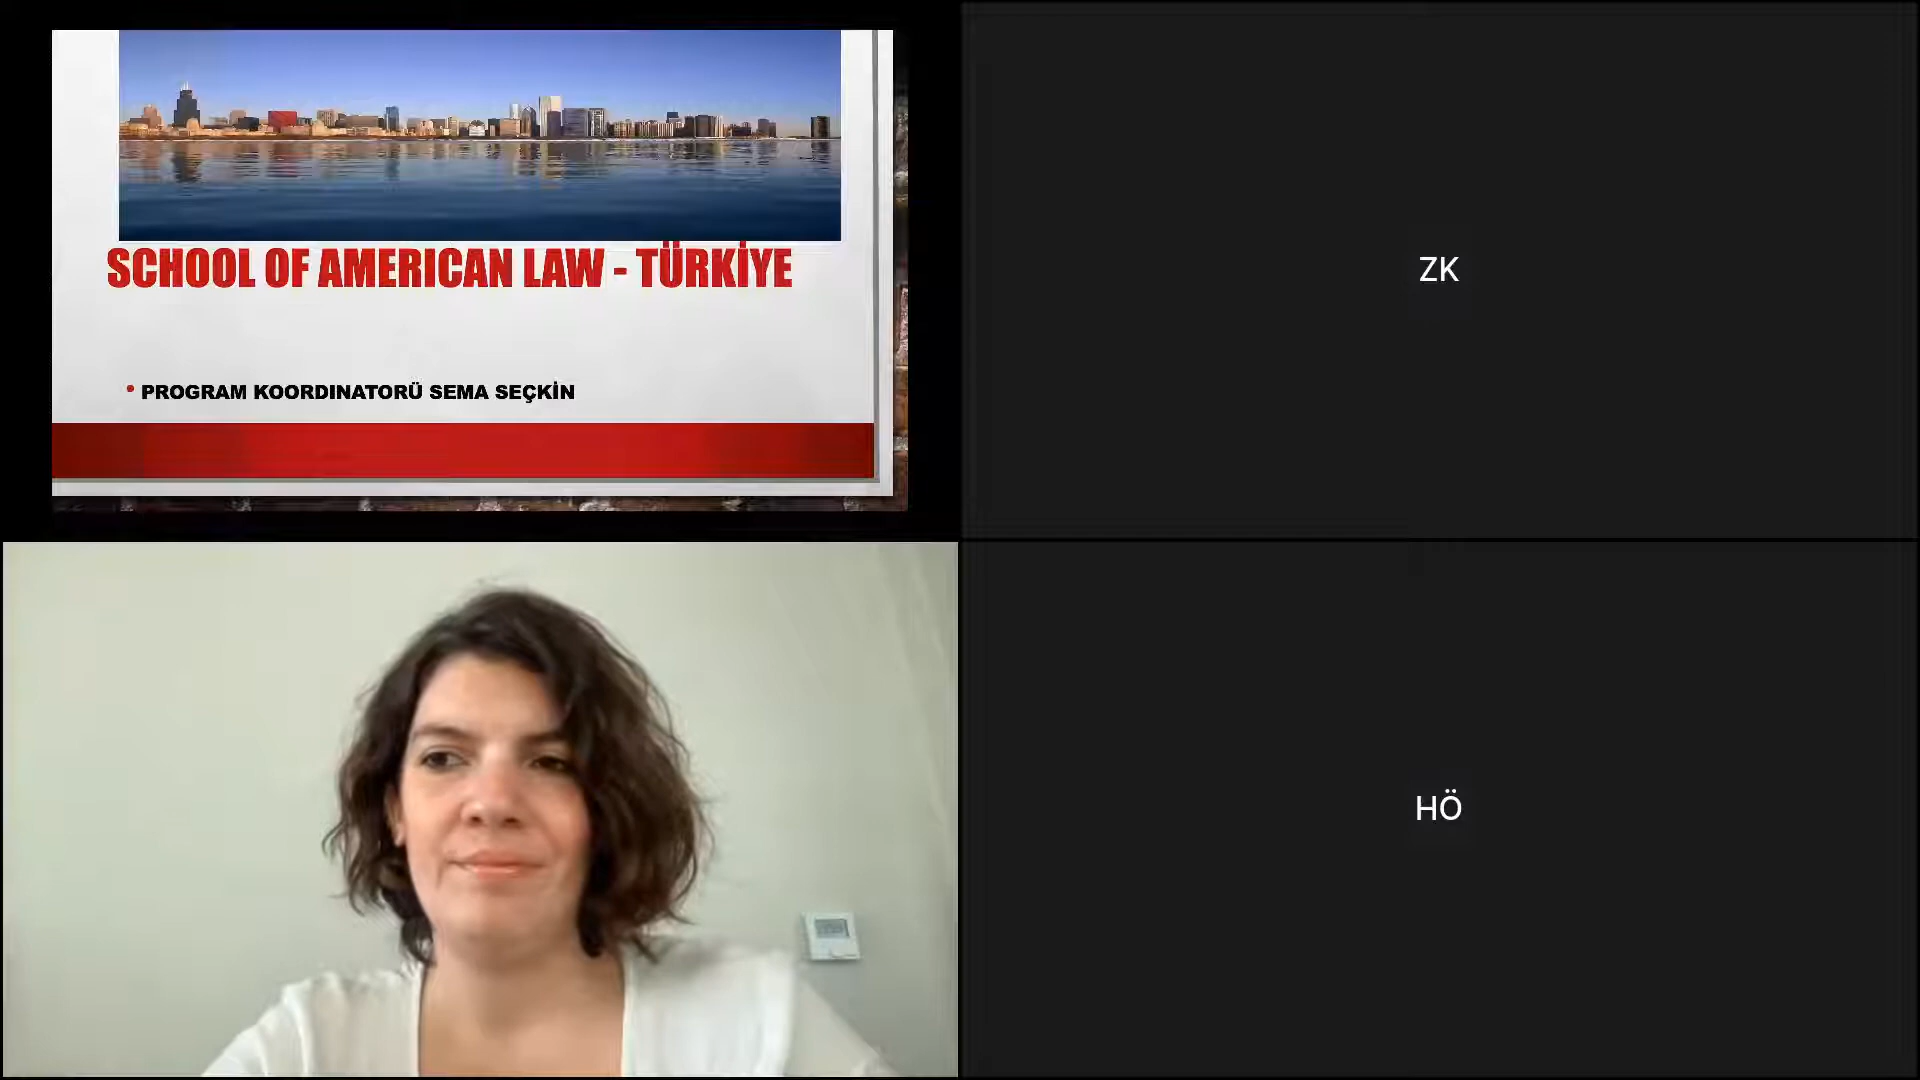 SCHOOL OF AMERICAN LAW - TÜRKİYE
• PROGRAM KOORDINATORÜ SEMA SEÇKİN
ZK
HÖ